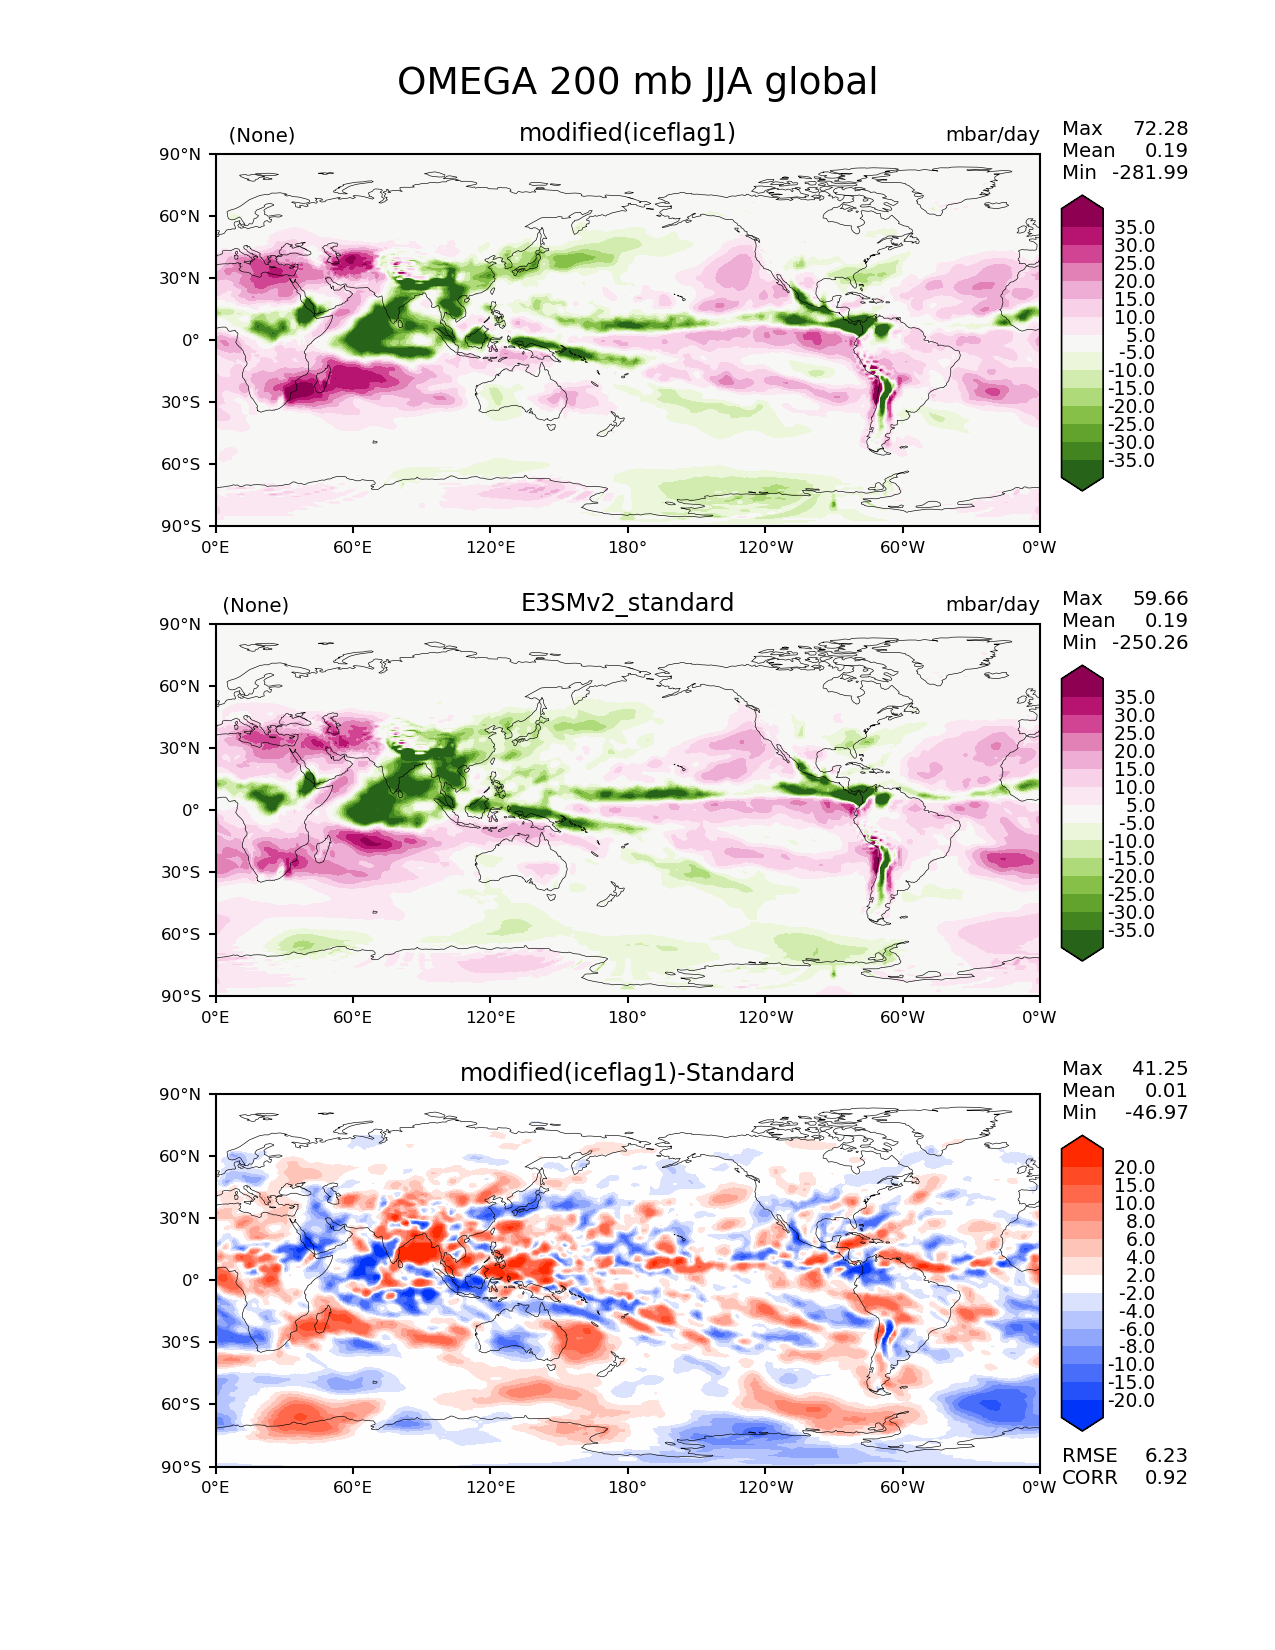 OMEGA 200 mb JJA global
(None) modified(iceflag1) mbar/day
Max 72.28
Mean 0.19
Min -281.99
90°N
60°N
30°N
0°
30°S
60°S
90°S
0°E 60°E 120°E 180° 120°W 60°W 0°W
35.0
30.0
25.0
20.0
15.0
10.0
5.0
-5.0
-10.0
-15.0
-20.0
-25.0
-30.0
-35.0
(None) E3SMv2_standard mbar/day
Max 59.66
Mean 0.19
Min -250.26
90°N
60°N
30°N
0°
30°S
60°S
90°S
0°E 60°E 120°E 180° 120°W 60°W 0°W
35.0
30.0
25.0
20.0
15.0
10.0
5.0
-5.0
-10.0
-15.0
-20.0
-25.0
-30.0
-35.0
modified(iceflag1)-Standard
Max 41.25
Mean 0.01
Min -46.97
90°N
60°N
30°N
0°
30°S
60°S
90°S
0°E 60°E 120°E 180° 120°W 60°W 0°W
20.0
15.0
10.0
8.0
6.0
4.0
2.0
-2.0
-4.0
-6.0
-8.0
-10.0
-15.0
-20.0
RMSE 6.23
CORR 0.92